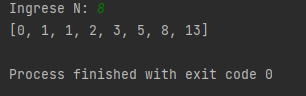 Ingrese N: 8
[0, 1, 1, 2, 3, 5, 8, 13]
Process finished with exit code 0